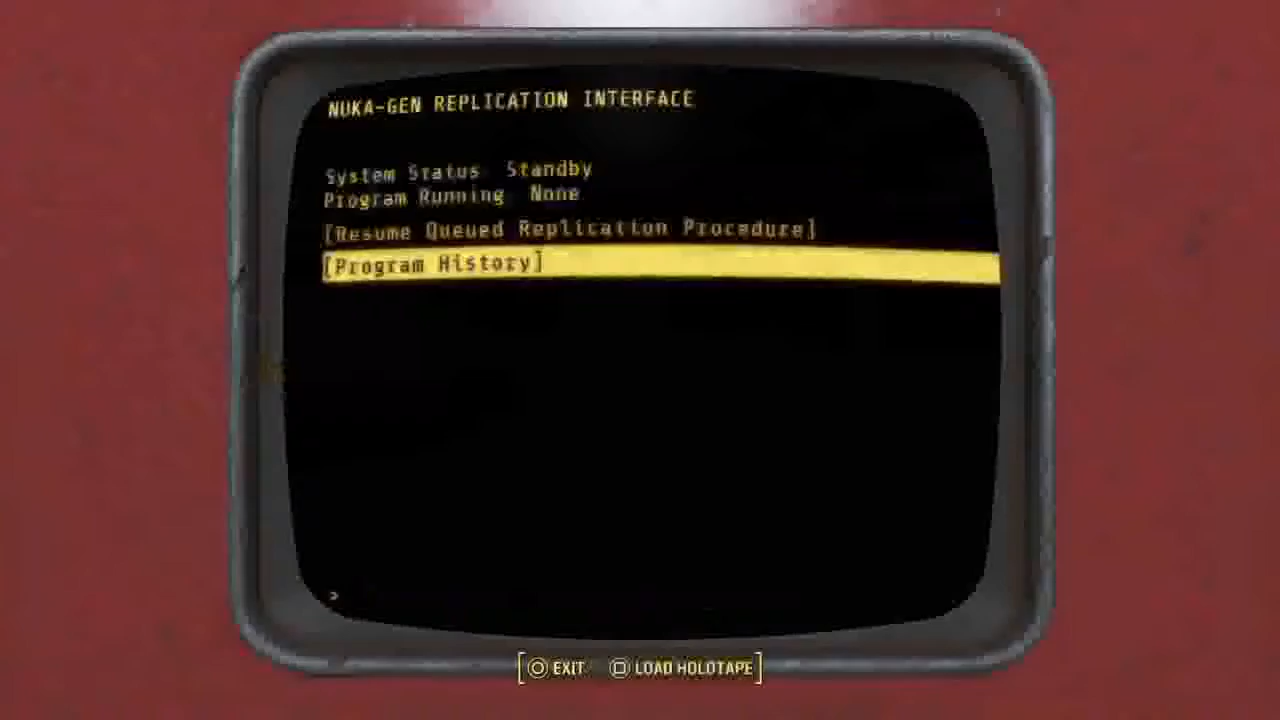 NUKA-GEN REPLICATION INTERFACE
System Status Standby
Program Running None
[Resume Queued Replication Procedure]
[Program History]
>
[ EXIT LOAD HOLOTAPE]